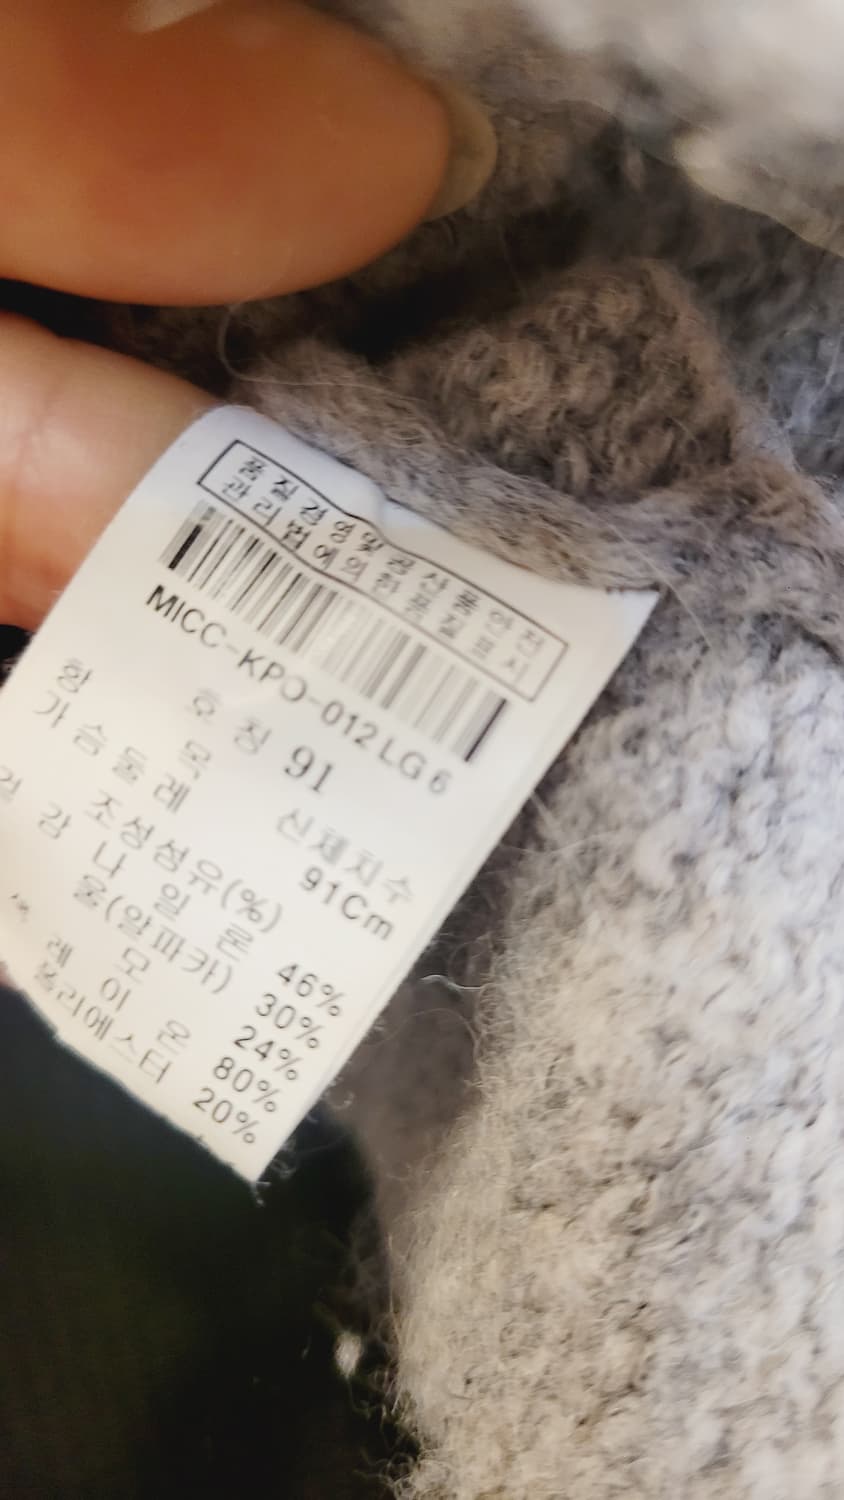 품질경영및공산품안전
관리법에의한품질표시
MICC-KPO-012LG6
호칭 91
항 목 신체치수
가슴둘레 91Cm
조성섬유(%)
겉감 나일론 46%
울(알파카) 30%
모 24%
레이온 80%
폴리에스터 20%